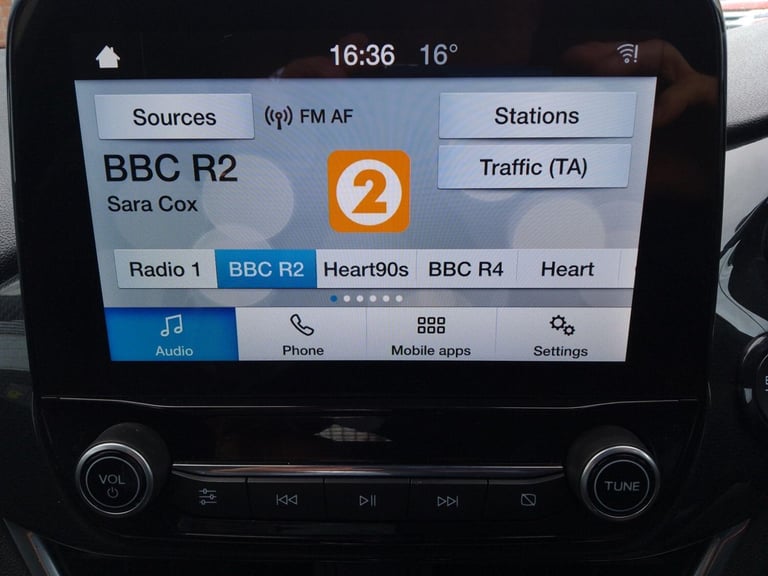 16:36 16°
Sources FM AF Stations
BBC R2 2 Traffic (TA)
Sara Cox
Radio 1 BBC R2 Heart90s BBC R4 Heart
Audio Phone Mobile apps Settings
VOL TUNE